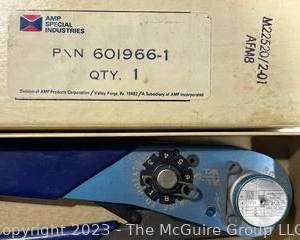 AMP
SPECIAL
INDUSTRIES
P/N 601966-1
QTY. 1
Division of AMP Products Corporation / Valley Forge, Pa. 19482 / A Subsidiary of AMP Incorporated
M22520/2-01
AFM8
Copyright 2023 - The McGuire Group LLC